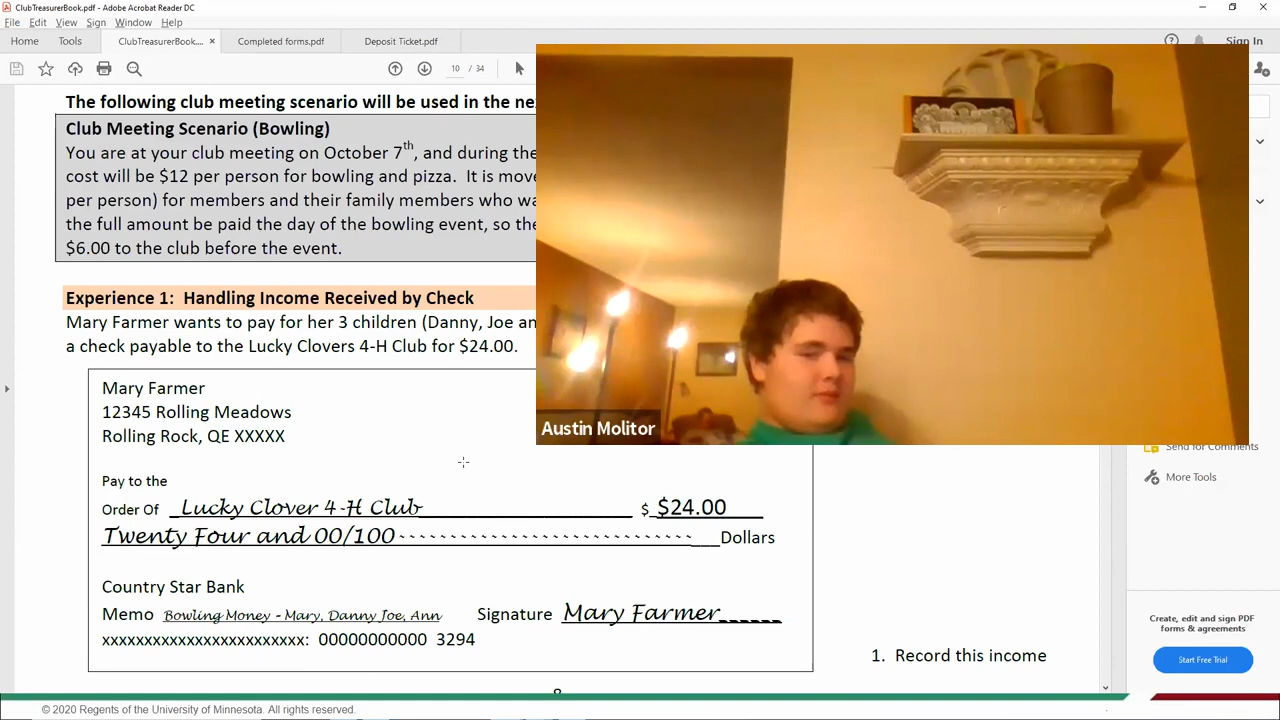 ClubTreasurerBook.pdf - Adobe Acrobat Reader DC
File Edit View Sign Window Help
Home Tools ClubTreasurerBook.... × Completed forms.pdf Deposit Ticket.pdf Sign In
10 / 34
The following club meeting scenario will be used in the ne
Club Meeting Scenario (Bowling)
You are at your club meeting on October 7th, and during the
cost will be $12 per person for bowling and pizza. It is move
per person) for members and their family members who wa
the full amount be paid the day of the bowling event, so the
$6.00 to the club before the event.
Experience 1: Handling Income Received by Check
Mary Farmer wants to pay for her 3 children (Danny, Joe an
a check payable to the Lucky Clovers 4-H Club for $24.00.
Mary Farmer
12345 Rolling Meadows
Rolling Rock, QE XXXXX
Austin Molitor
Send for Comments
More Tools
Pay to the
Order Of Lucky Clover 4-H Club $ $24.00
Twenty Four and 00/100 Dollars
Country Star Bank
Memo Bowling Money - Mary, Danny Joe, Ann Signature Mary Farmer
xxxxxxxxxxxxxxxxxxxxxxxx: 00000000000 3294
1. Record this income
Create, edit and sign PDF
forms & agreements
Start Free Trial
© 2020 Regents of the University of Minnesota. All rights reserved.